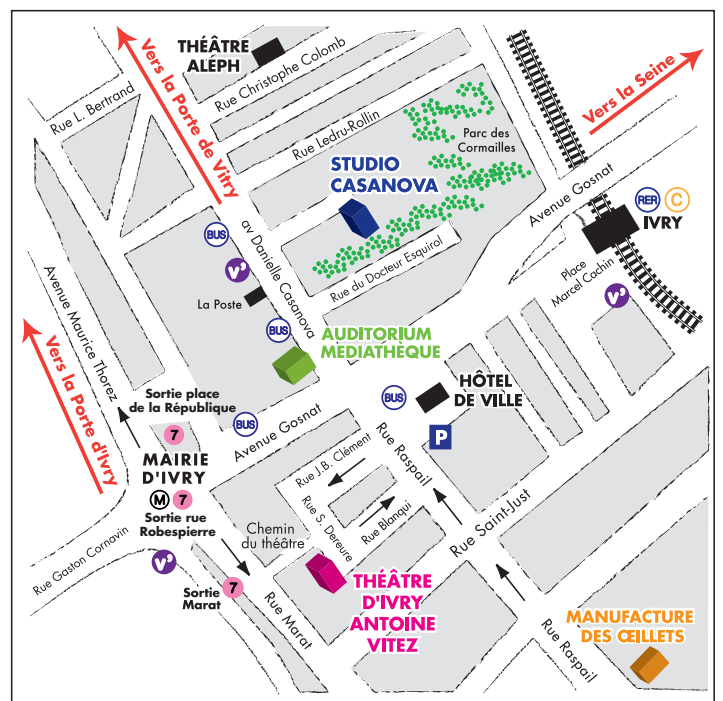 THÉÂTRE
ALÉPH
Rue Christophe Colomb
Vers la Porte de Vitry
Vers la Seine
Rue L. Bertrand
Rue Ledru-Rollin
Parc des
Cormailles
STUDIO
CASANOVA
Avenue Gosnat
RER
C
IVRY
BUS
av Danielle Casanova
v'
Rue du Docteur Esquirol
Place
Marcel Cachin
v'
La Poste
Avenue Maurice Thorez
BUS
AUDITORIUM
MEDIATHÈQUE
Vers la Porte d'Ivry
HÔTEL
DE VILLE
BUS
Sortie place
de la République
7
BUS
Avenue Gosnat
P
MAIRIE
D'IVRY
M
7
Sortie rue
Robespierre
Rue J.B. Clément
Rue Raspail
Rue S. Dereure
Rue Blanqui
Rue Saint-Just
Chemin
du théâtre
Rue Gaston Cornavin
v'
Sortie
Marat
7
Rue Marat
THÉÂTRE
D'IVRY
ANTOINE
VITEZ
Rue Raspail
MANUFACTURE
DES ŒILLETS